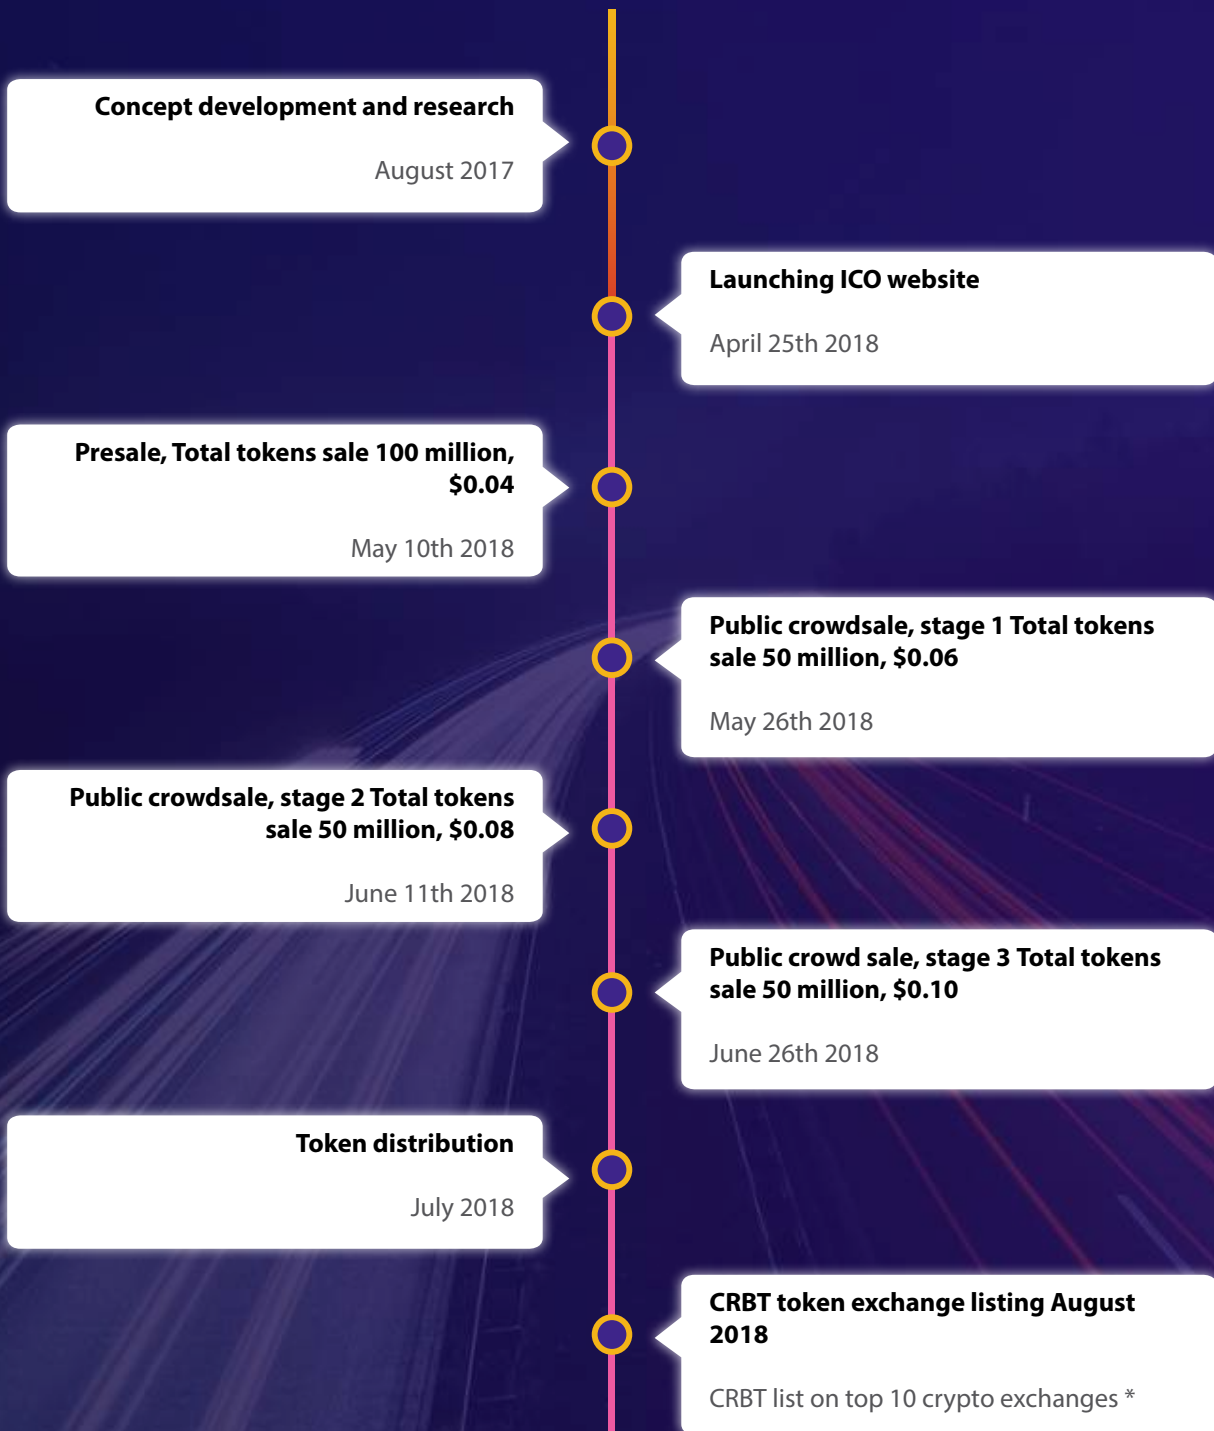 Concept development and research
August 2017
Launching ICO website
April 25th 2018
Presale, Total tokens sale 100 million,
$0.04
May 10th 2018
Public crowdsale, stage 1 Total tokens
sale 50 million, $0.06
May 26th 2018
Public crowdsale, stage 2 Total tokens
sale 50 million, $0.08
June 11th 2018
Public crowd sale, stage 3 Total tokens
sale 50 million, $0.10
June 26th 2018
Token distribution
July 2018
CRBT token exchange listing August
2018
CRBT list on top 10 crypto exchanges *